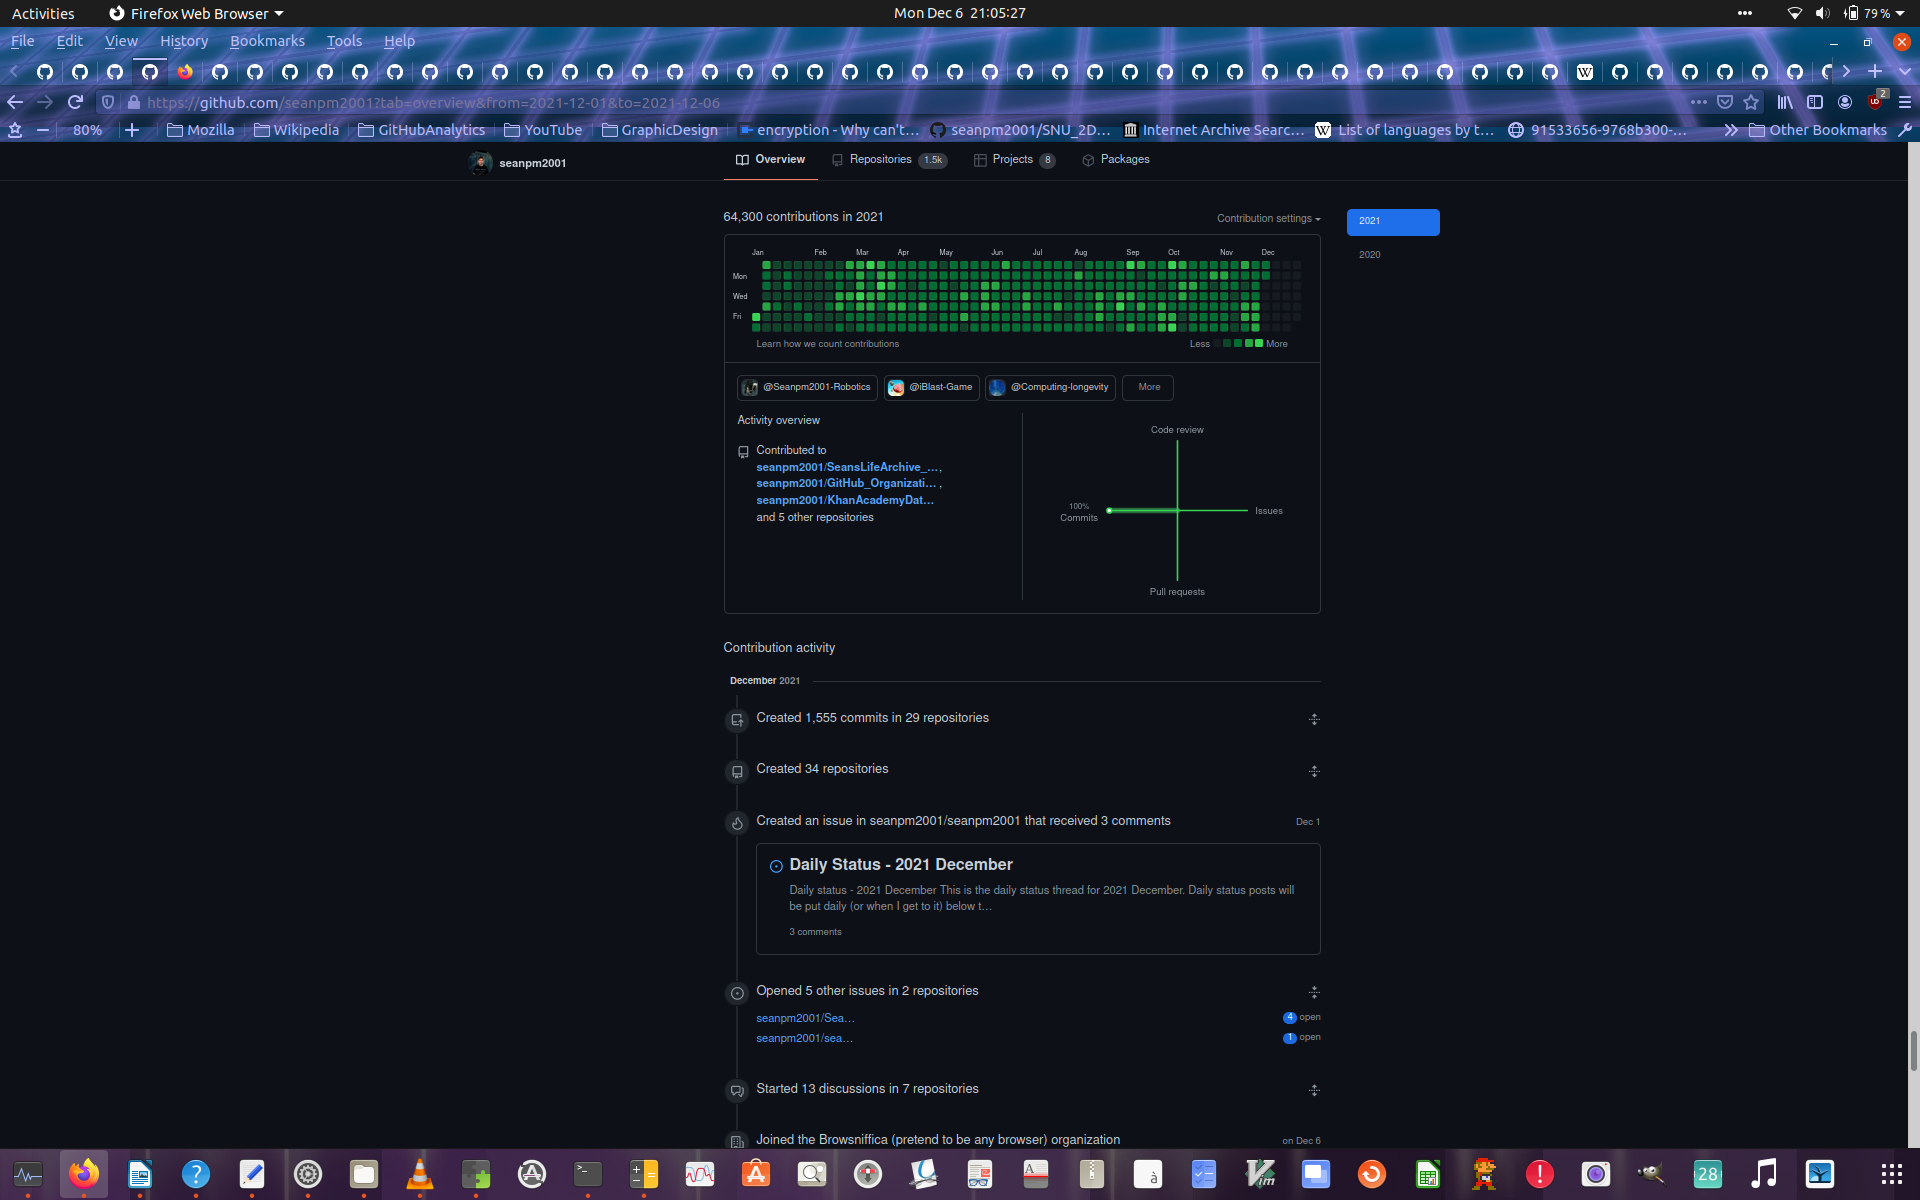 Activities
Firefox Web Browser
Mon Dec 6 21:05:27
79 %
File Edit View History Bookmarks Tools Help
https://github.com/seanpm2001?tab=overview&from=2021-12-01&to=2021-12-06
2
80%
Mozilla
Wikipedia
GitHubAnalytics
YouTube
GraphicDesign
encryption - Why can't…
seanpm2001/SNU_2D…
Internet Archive Searc…
List of languages by t…
91533656-9768b300-…
Other Bookmarks
seanpm2001
Overview
Repositories 1.5k
Projects 8
Packages
64,300 contributions in 2021
Contribution settings
2021
2020
Jan Feb Mar Apr May Jun Jul Aug Sep Oct Nov Dec
Mon
Wed
Fri
Learn how we count contributions
Less More
@Seanpm2001-Robotics
@iBlast-Game
@Computing-longevity
More
Activity overview
Contributed to
seanpm2001/SeansLifeArchive_…,
seanpm2001/GitHub_Organizati… ,
seanpm2001/KhanAcademyDat…
and 5 other repositories
Code review
100%
Commits
Issues
Pull requests
Contribution activity
December 2021
Created 1,555 commits in 29 repositories
Created 34 repositories
Created an issue in seanpm2001/seanpm2001 that received 3 comments
Dec 1
Daily Status - 2021 December
Daily status - 2021 December This is the daily status thread for 2021 December. Daily status posts will
be put daily (or when I get to it) below t…
3 comments
Opened 5 other issues in 2 repositories
seanpm2001/Sea…
4 open
seanpm2001/sea…
1 open
Started 13 discussions in 7 repositories
Joined the Browsniffica (pretend to be any browser) organization
on Dec 6
28